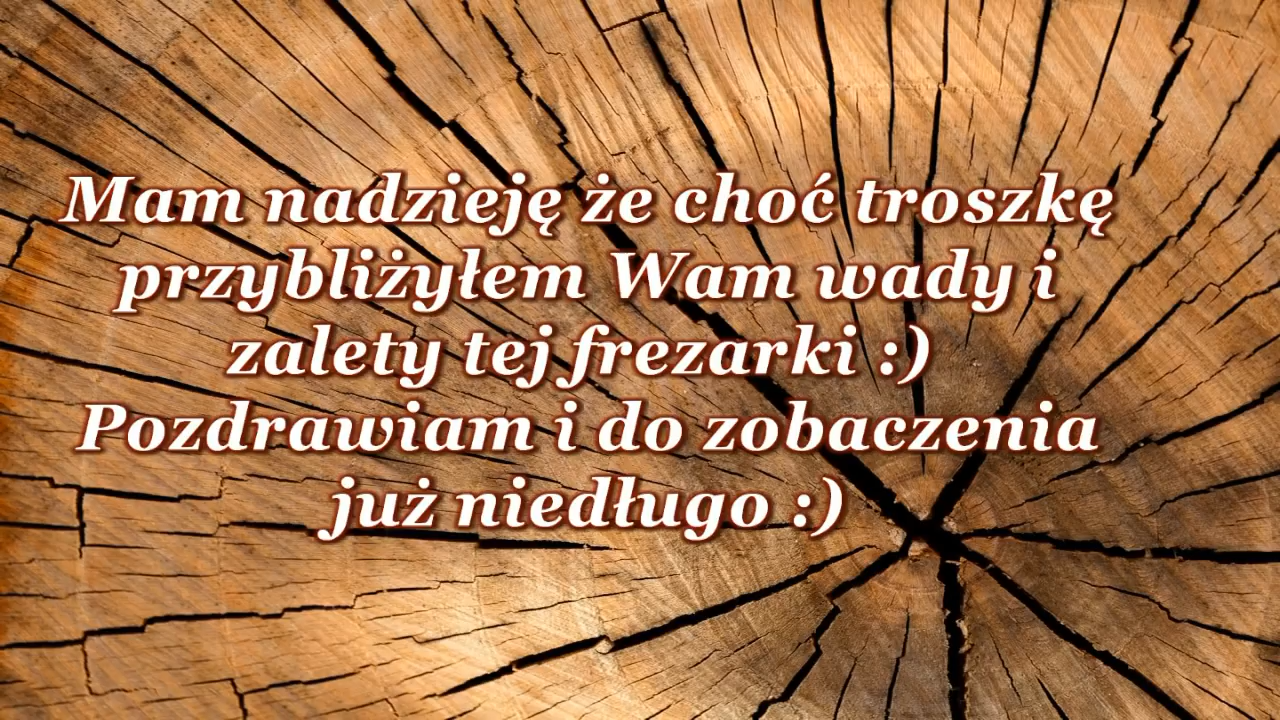 Mam nadzieję że choć troszkę
przybliżyłem Wam wady i
zalety tej frezarki :)
Pozdrawiam i do zobaczenia
już niedługo :)